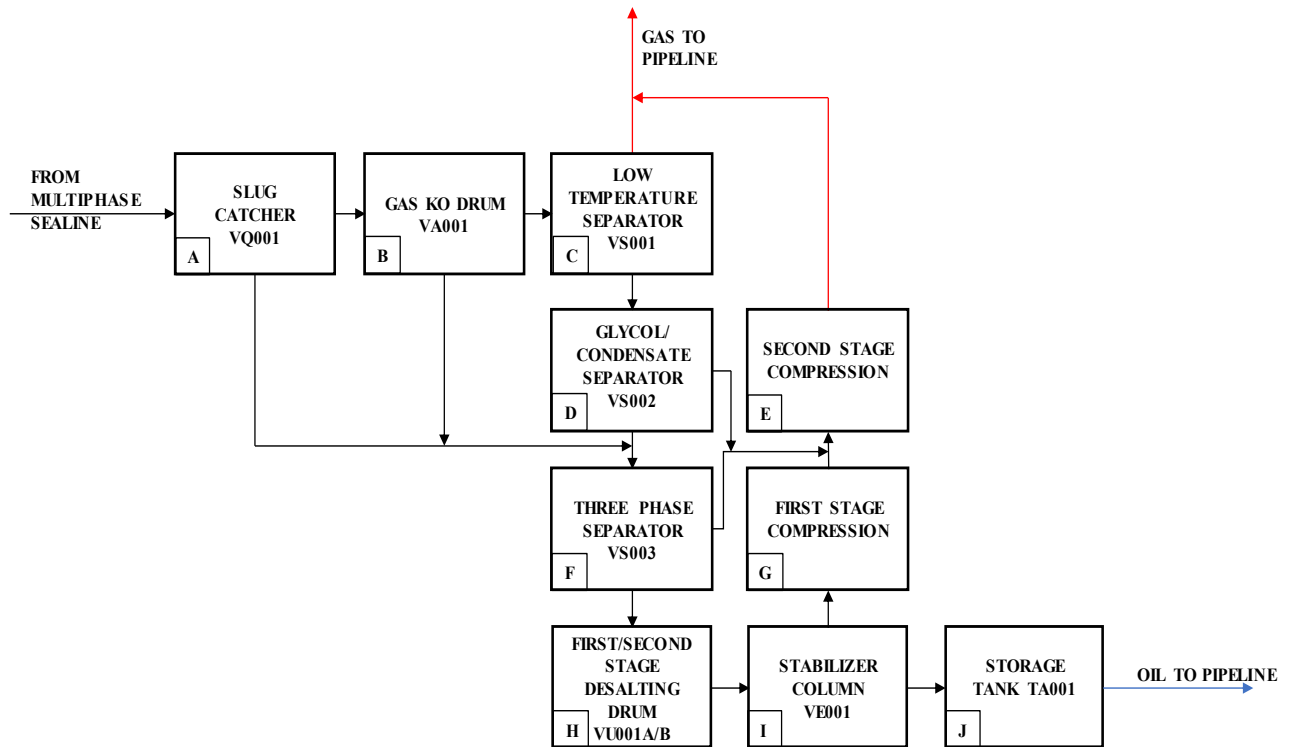 GAS TO
PIPELINE
FROM
MULTIPHASE
SEALINE
SLUG
CATCHER
VQ001
A
GAS KO DRUM
VA001
B
LOW
TEMPERATURE
SEPARATOR
VS001
C
GLYCOL/
CONDENSATE
SEPARATOR
VS002
D
SECOND STAGE
COMPRESSION
E
THREE PHASE
SEPARATOR
VS003
F
FIRST STAGE
COMPRESSION
G
FIRST/SECOND
STAGE
DESALTING
DRUM
VU001A/B
H
STABILIZER
COLUMN
VE001
I
STORAGE
TANK TA001
J
OIL TO PIPELINE